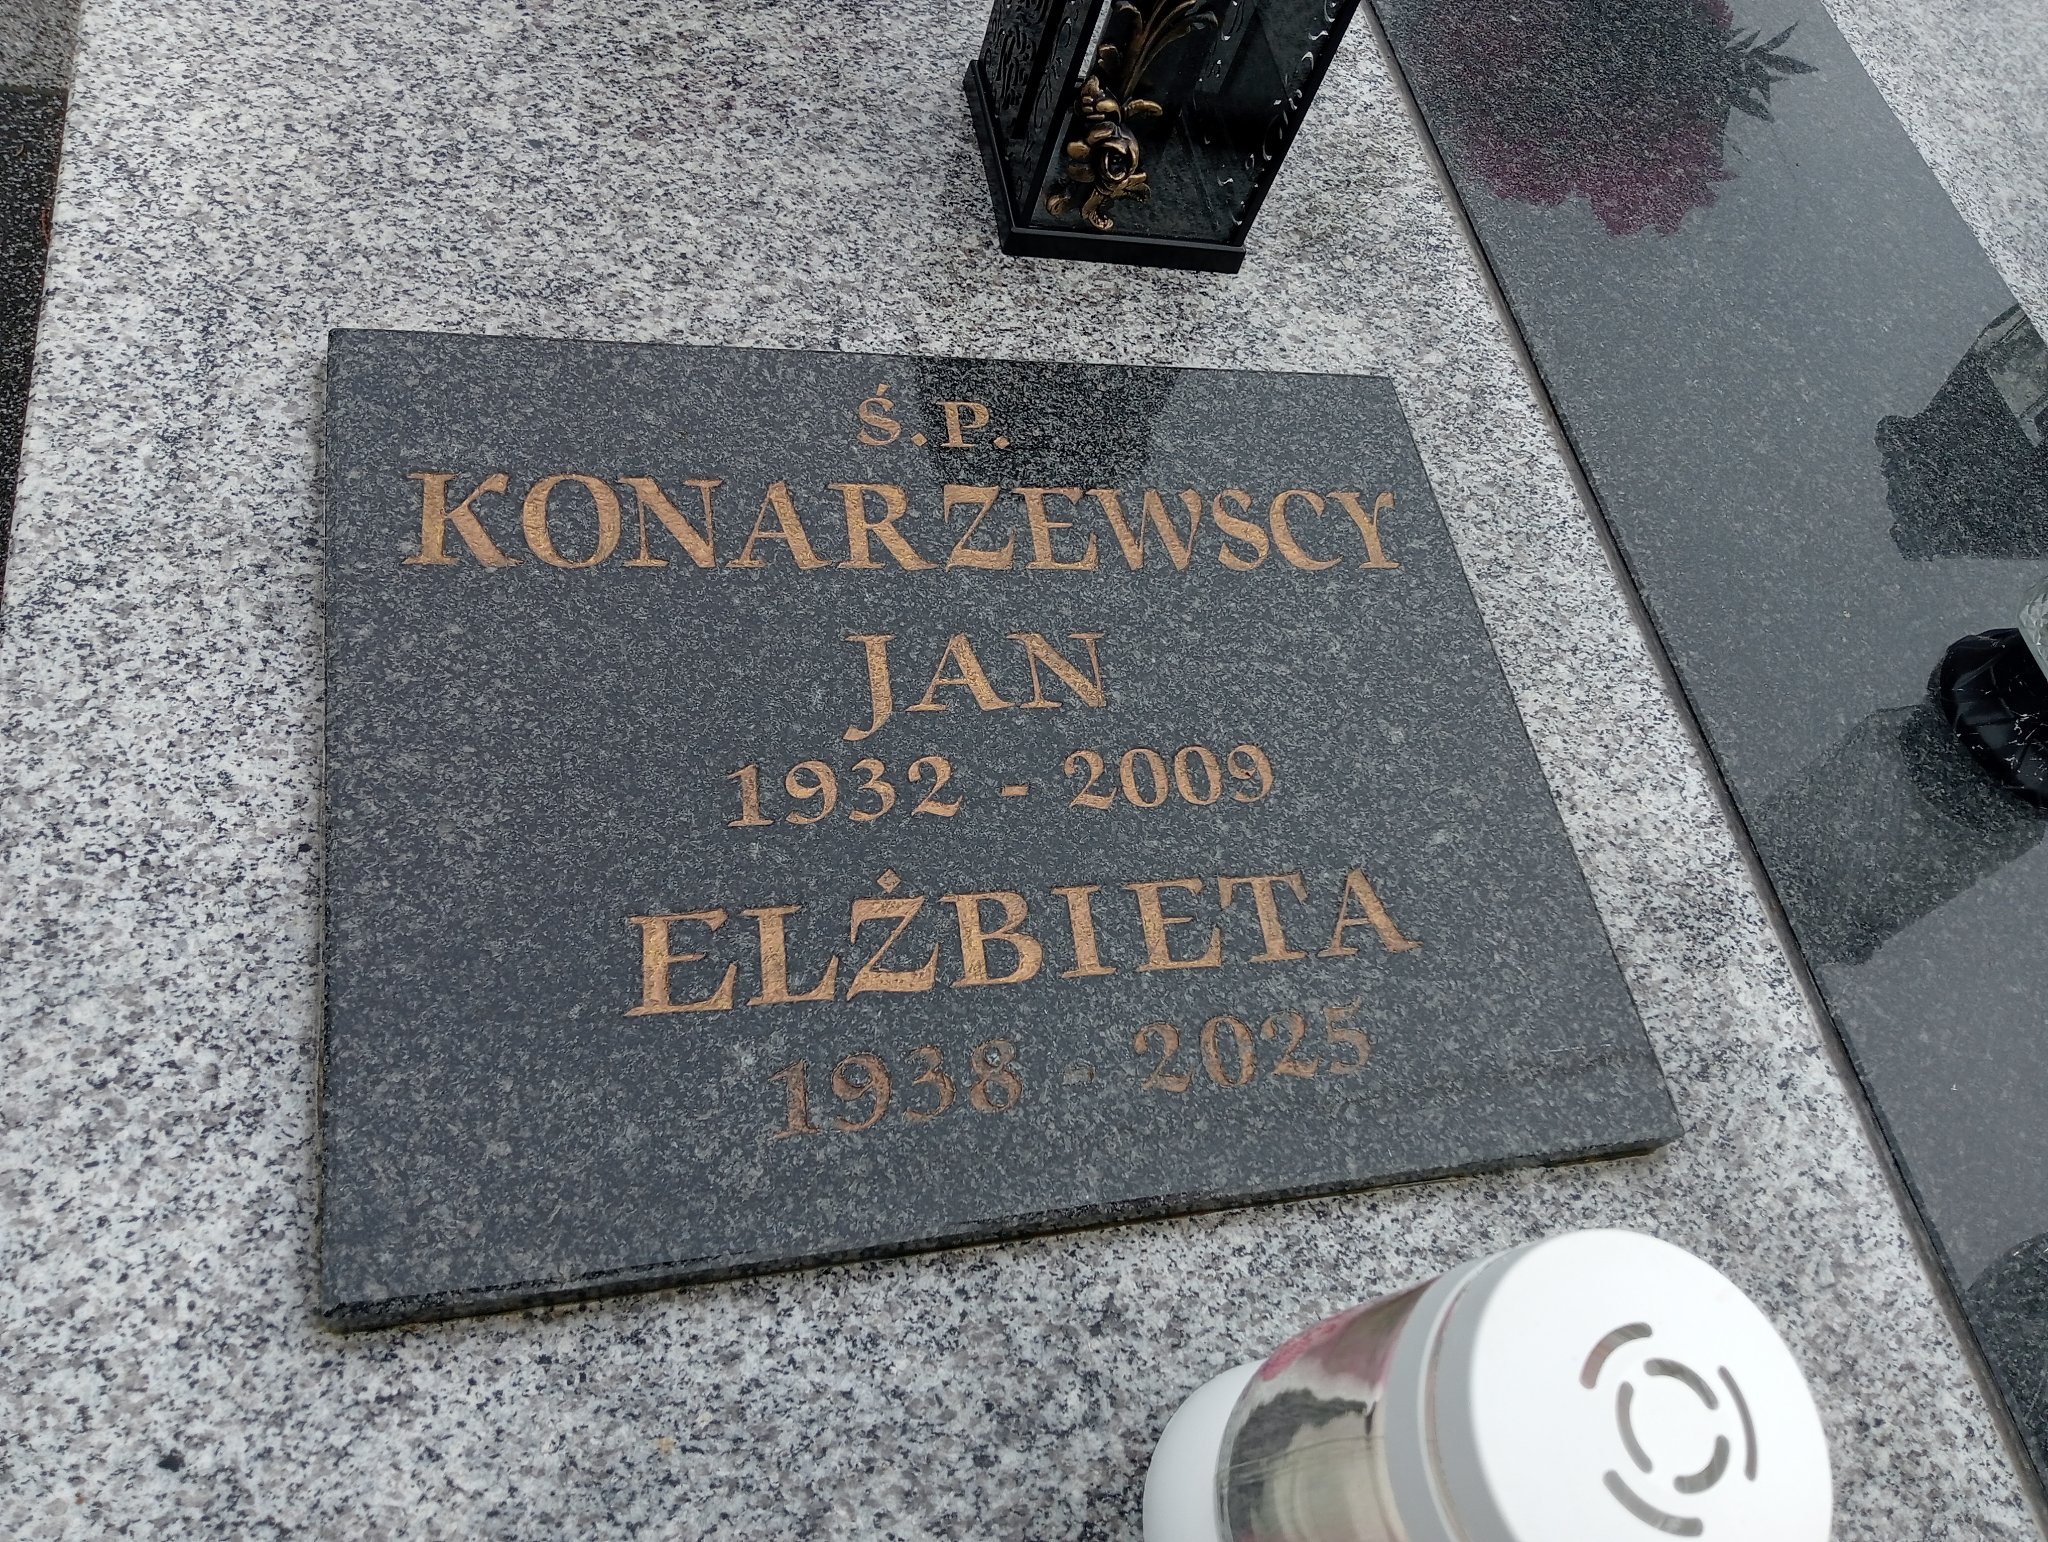 Ś.P.
KONARZEWSCY
JAN
1932 - 2009
ELŻBIETA
1938 - 2025